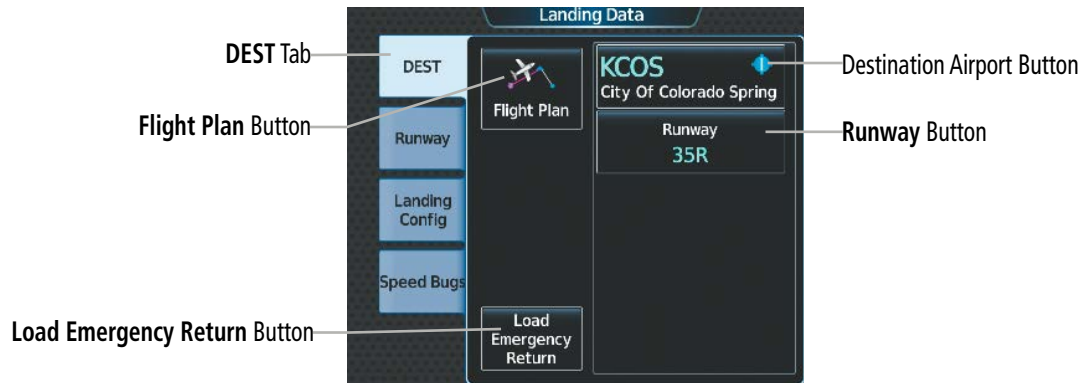 Landing Data
DEST Tab
DEST
KCOS
City Of Colorado Spring
Destination Airport Button
Flight Plan Button
Flight Plan
Runway
Runway
35R
Runway Button
Landing
Config
Speed Bugs
Load Emergency Return Button
Load
Emergency
Return